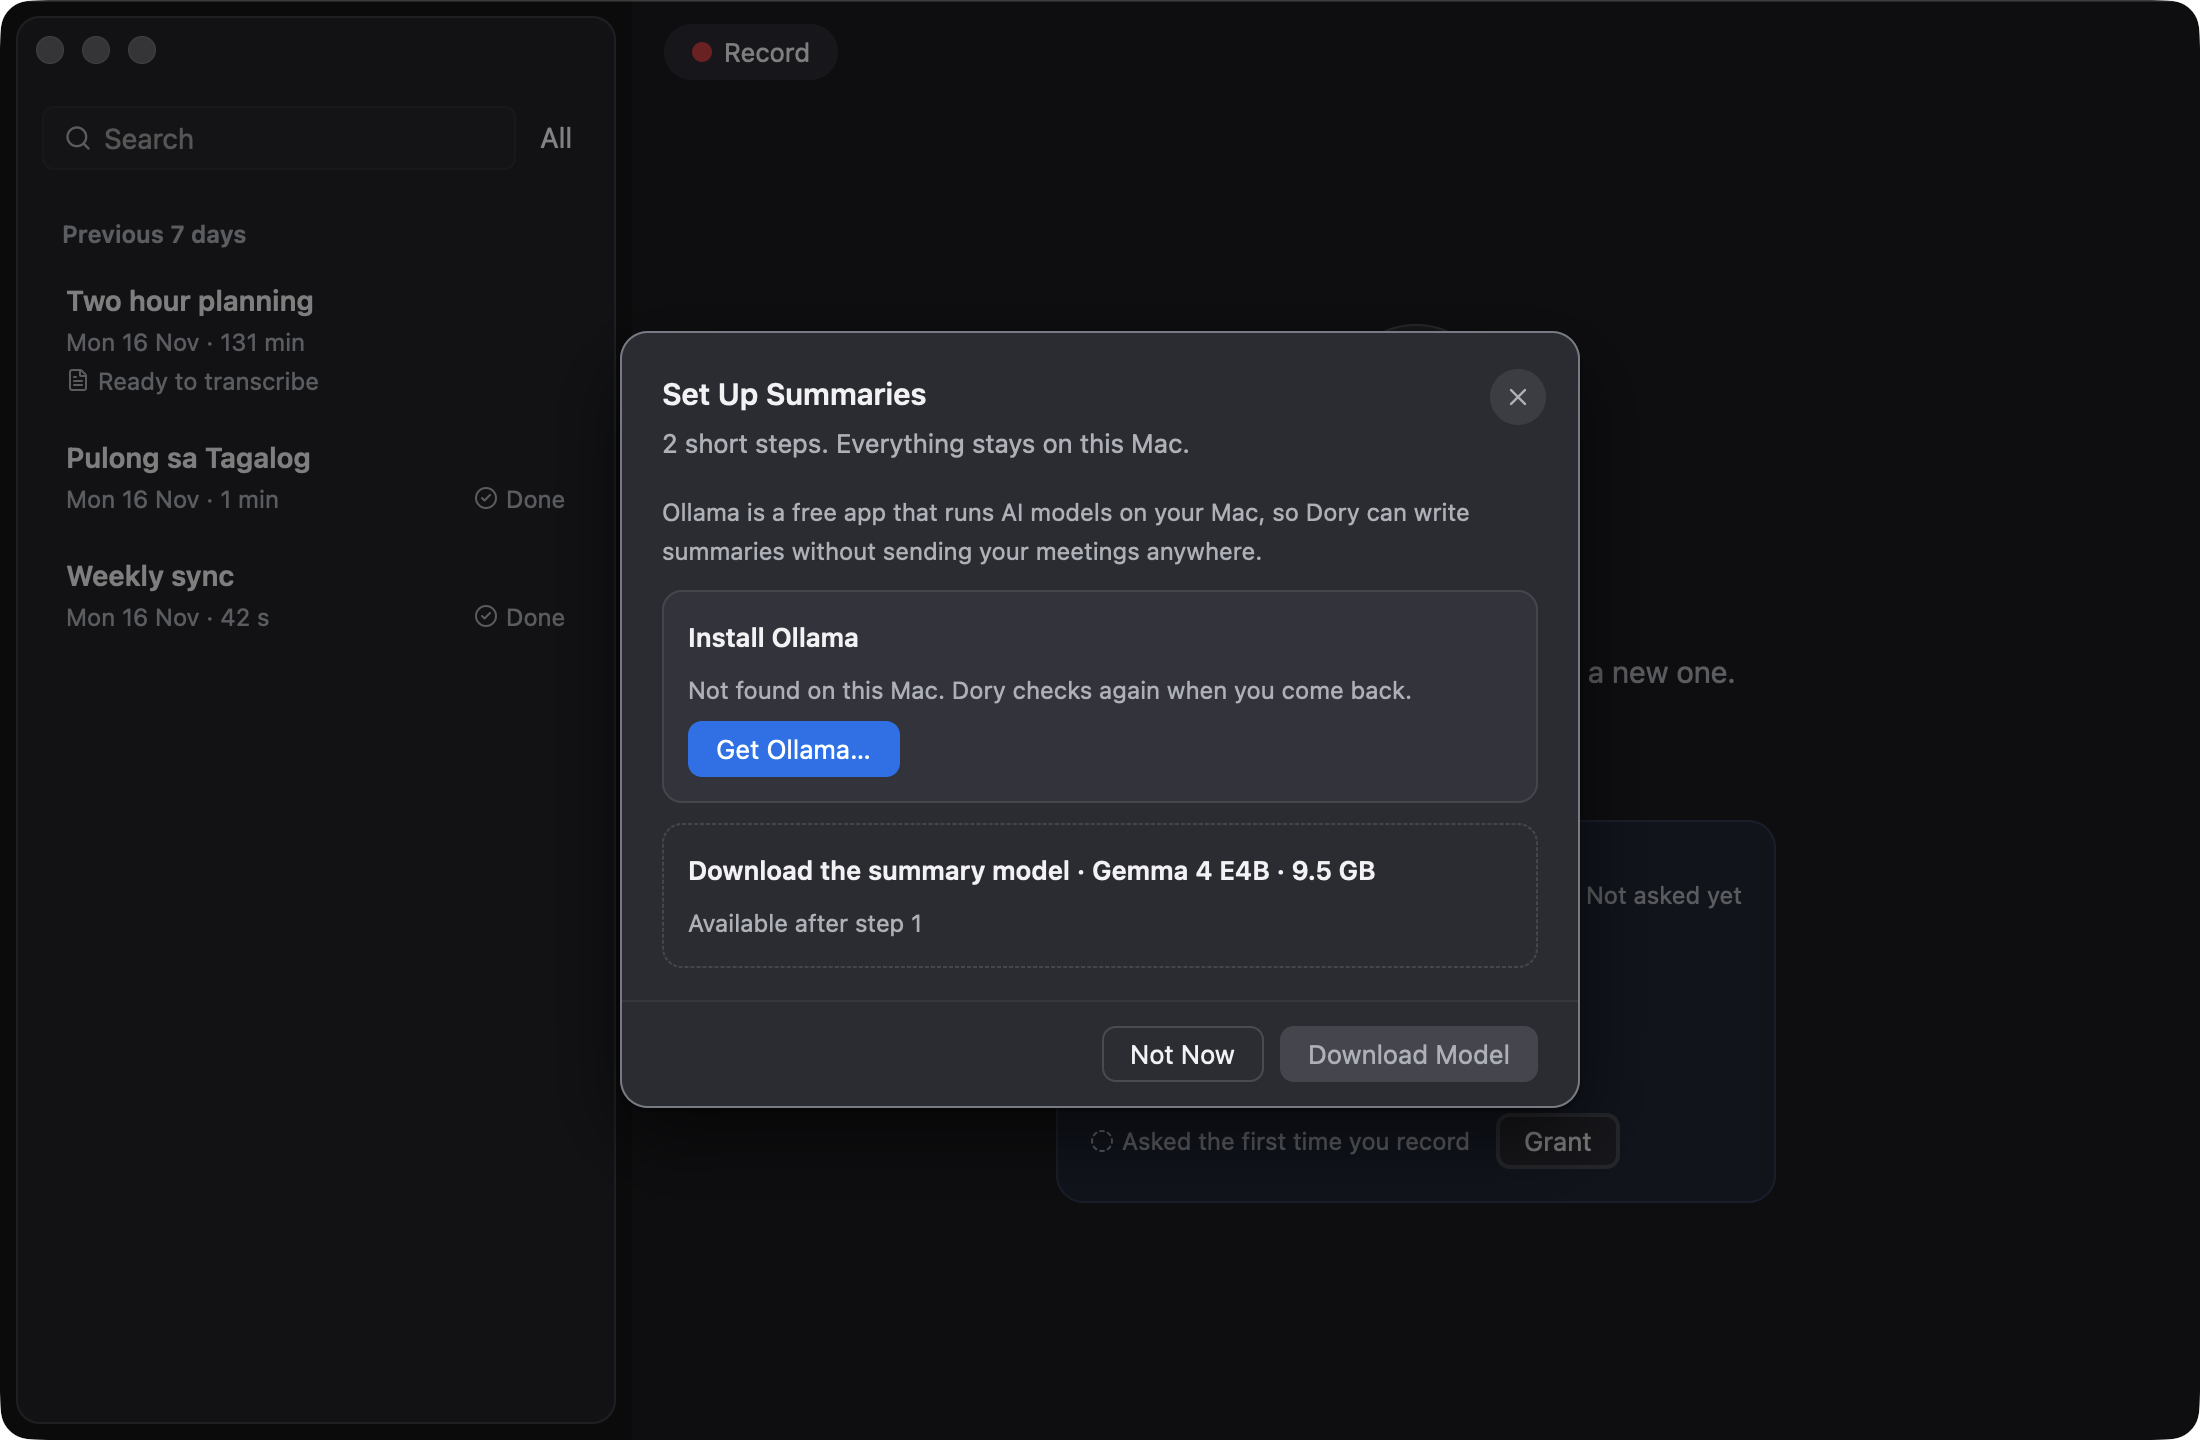 Record
Search
All
Previous 7 days
Two hour planning
Mon 16 Nov · 131 min
Ready to transcribe
Pulong sa Tagalog
Mon 16 Nov · 1 min
Done
Weekly sync
Mon 16 Nov · 42 s
Done
Set Up Summaries
2 short steps. Everything stays on this Mac.
Ollama is a free app that runs AI models on your Mac, so Dory can write
summaries without sending your meetings anywhere.
Install Ollama
Not found on this Mac. Dory checks again when you come back.
Get Ollama...
Download the summary model · Gemma 4 E4B · 9.5 GB
Available after step 1
Not Now
Download Model
a new one.
Not asked yet
Asked the first time you record
Grant